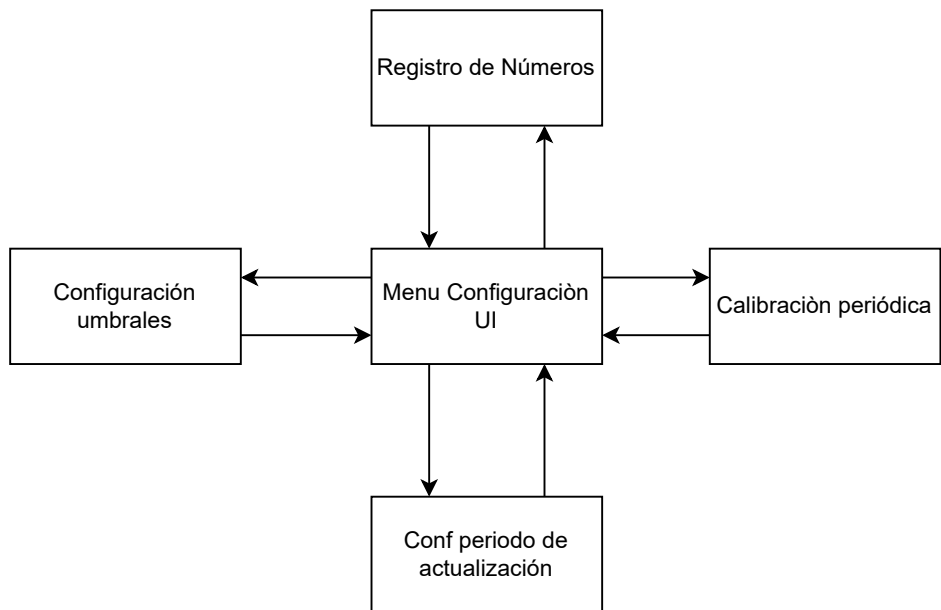 Registro de Números
Configuración
umbrales
Menu Configuraciòn
UI
Calibraciòn periódica
Conf periodo de
actualización